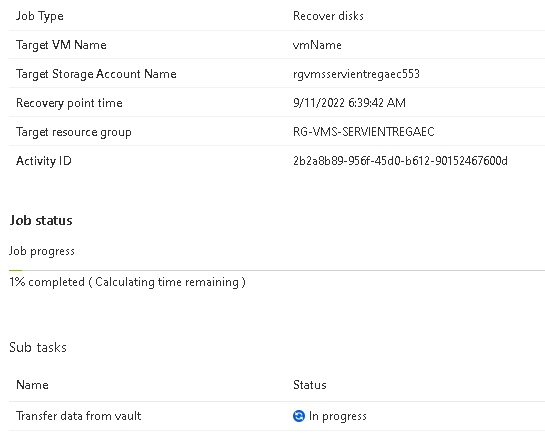 Job Type Recover disks
Target VM Name vmName
Target Storage Account Name rgvmsservientregaec553
Recovery point time 9/11/2022 6:39:42 AM
Target resource group RG-VMS-SERVIENTREGAEC
Activity ID 2b2a8b89-956f-45d0-b612-90152467600d
Job status
Job progress
1% completed ( Calculating time remaining )
Sub tasks
Name Status
Transfer data from vault In progress